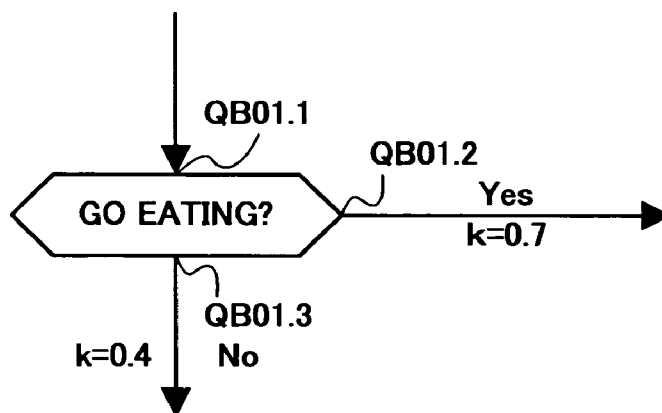 QB01.1
QB01.2
GO EATING?
Yes
k=0.7
QB01.3
k=0.4 No